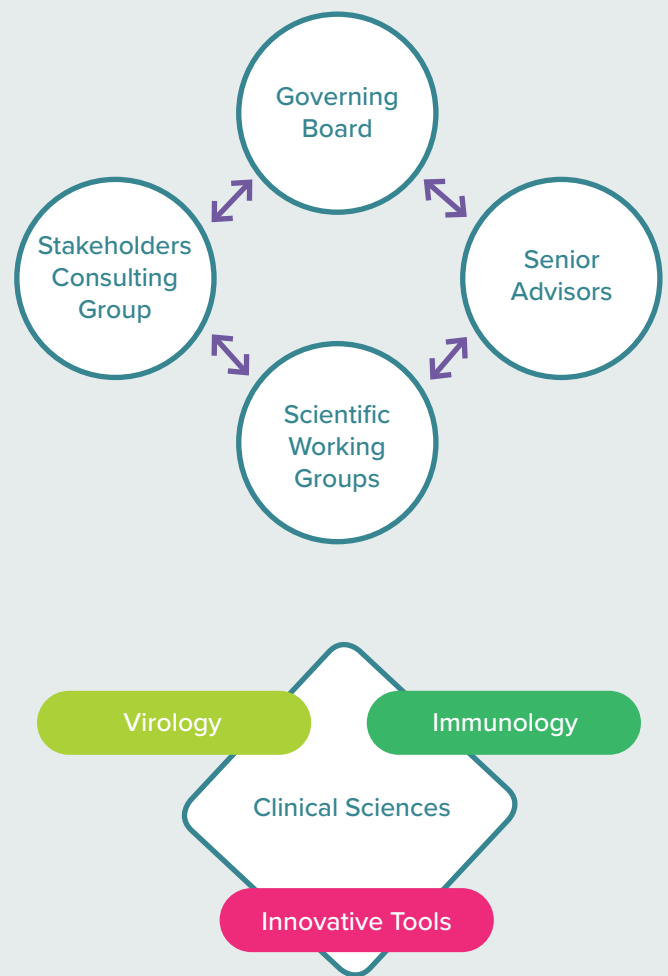 Governing
Board
Stakeholders
Consulting
Group
Senior
Advisors
Scientific
Working
Groups
Virology
Immunology
Clinical Sciences
Innovative Tools